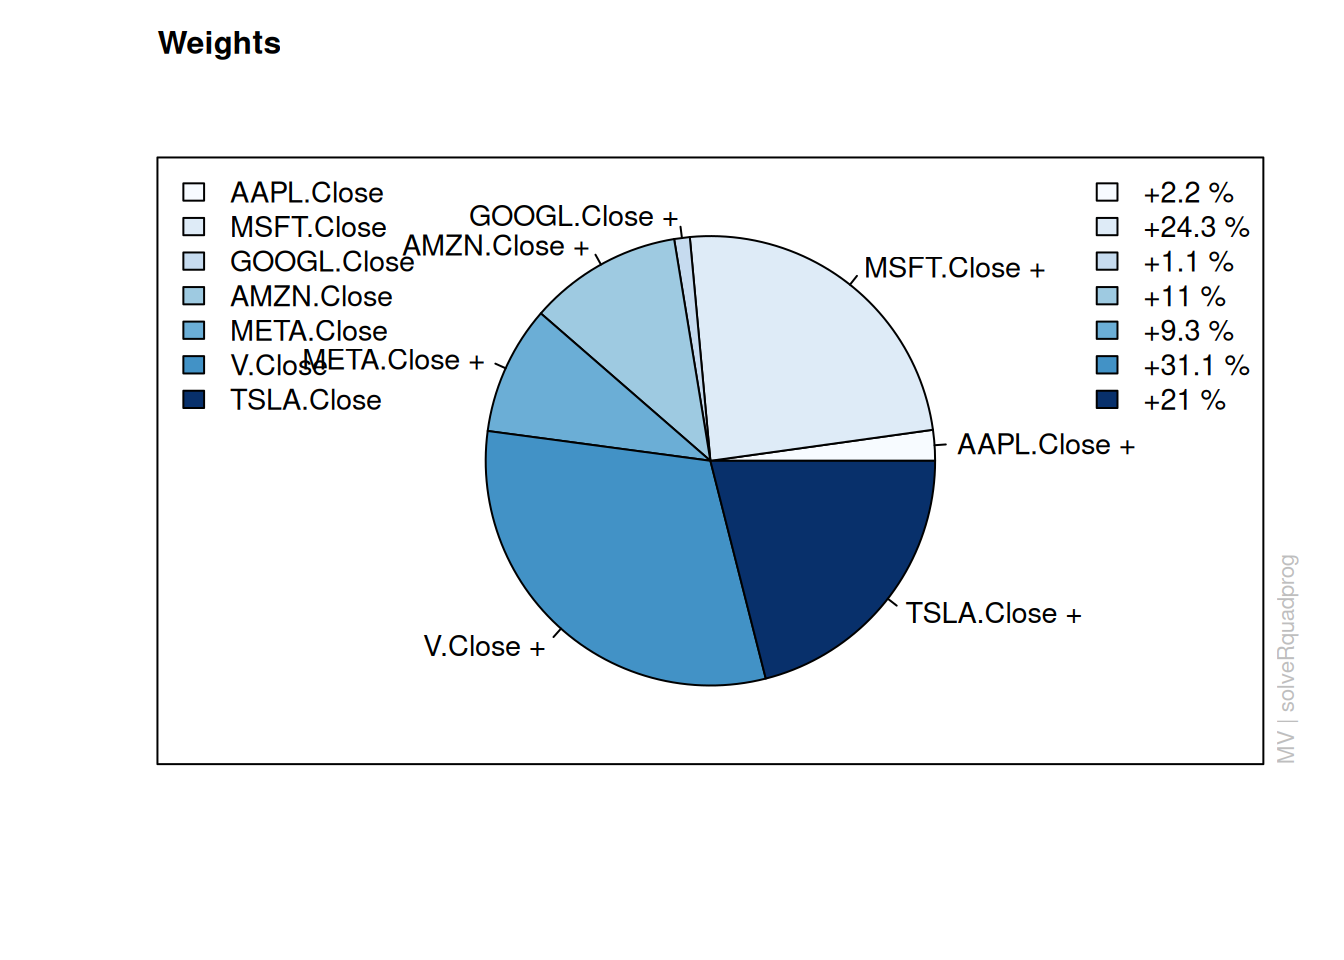 Weights
AAPL.Close
MSFT.Close
GOOGL.Close
AMZN.Close
META.Close
V.Close
TSLA.Close
GOOGL.Close +
AMZN.Close +
META.Close +
V.Close +
MSFT.Close +
AAPL.Close +
TSLA.Close +
+2.2 %
+24.3 %
+1.1 %
+11 %
+9.3 %
+31.1 %
+21 %
MV | solveRquadprog